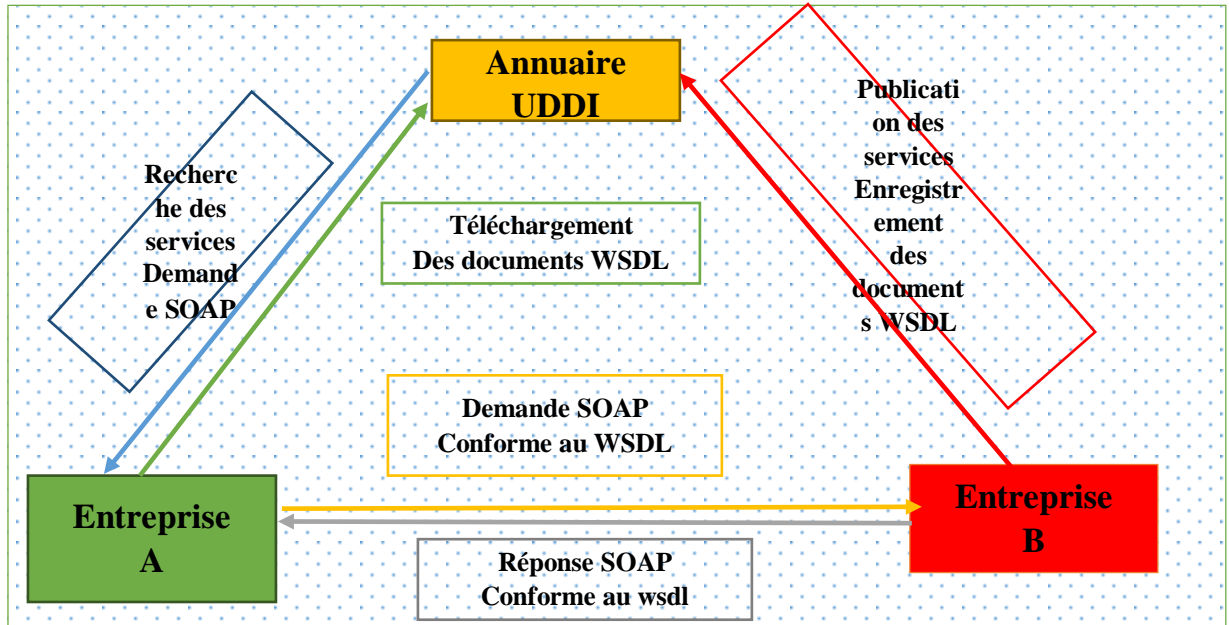 Annuaire
UDDI
Recherc
he des
services
Demand
e SOAP
Publicati
on des
services
Enregistr
ement
des
document
s WSDL
Téléchargement
Des documents WSDL
Demande SOAP
Conforme au WSDL
Entreprise
A
Entreprise
B
Réponse SOAP
Conforme au wsdl